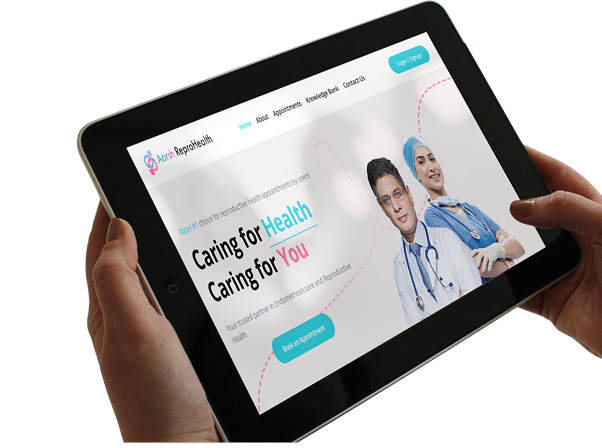 Aarsh ReproHealth
Home About Appointments Knowledge Bank Contact Us
Login / Signup
Rated #1 choice for reproductive health appointments by users
Caring for Health
Caring for You
Your trusted partner in Endometriosis care and Reproductive
Health.
Book an Appointment